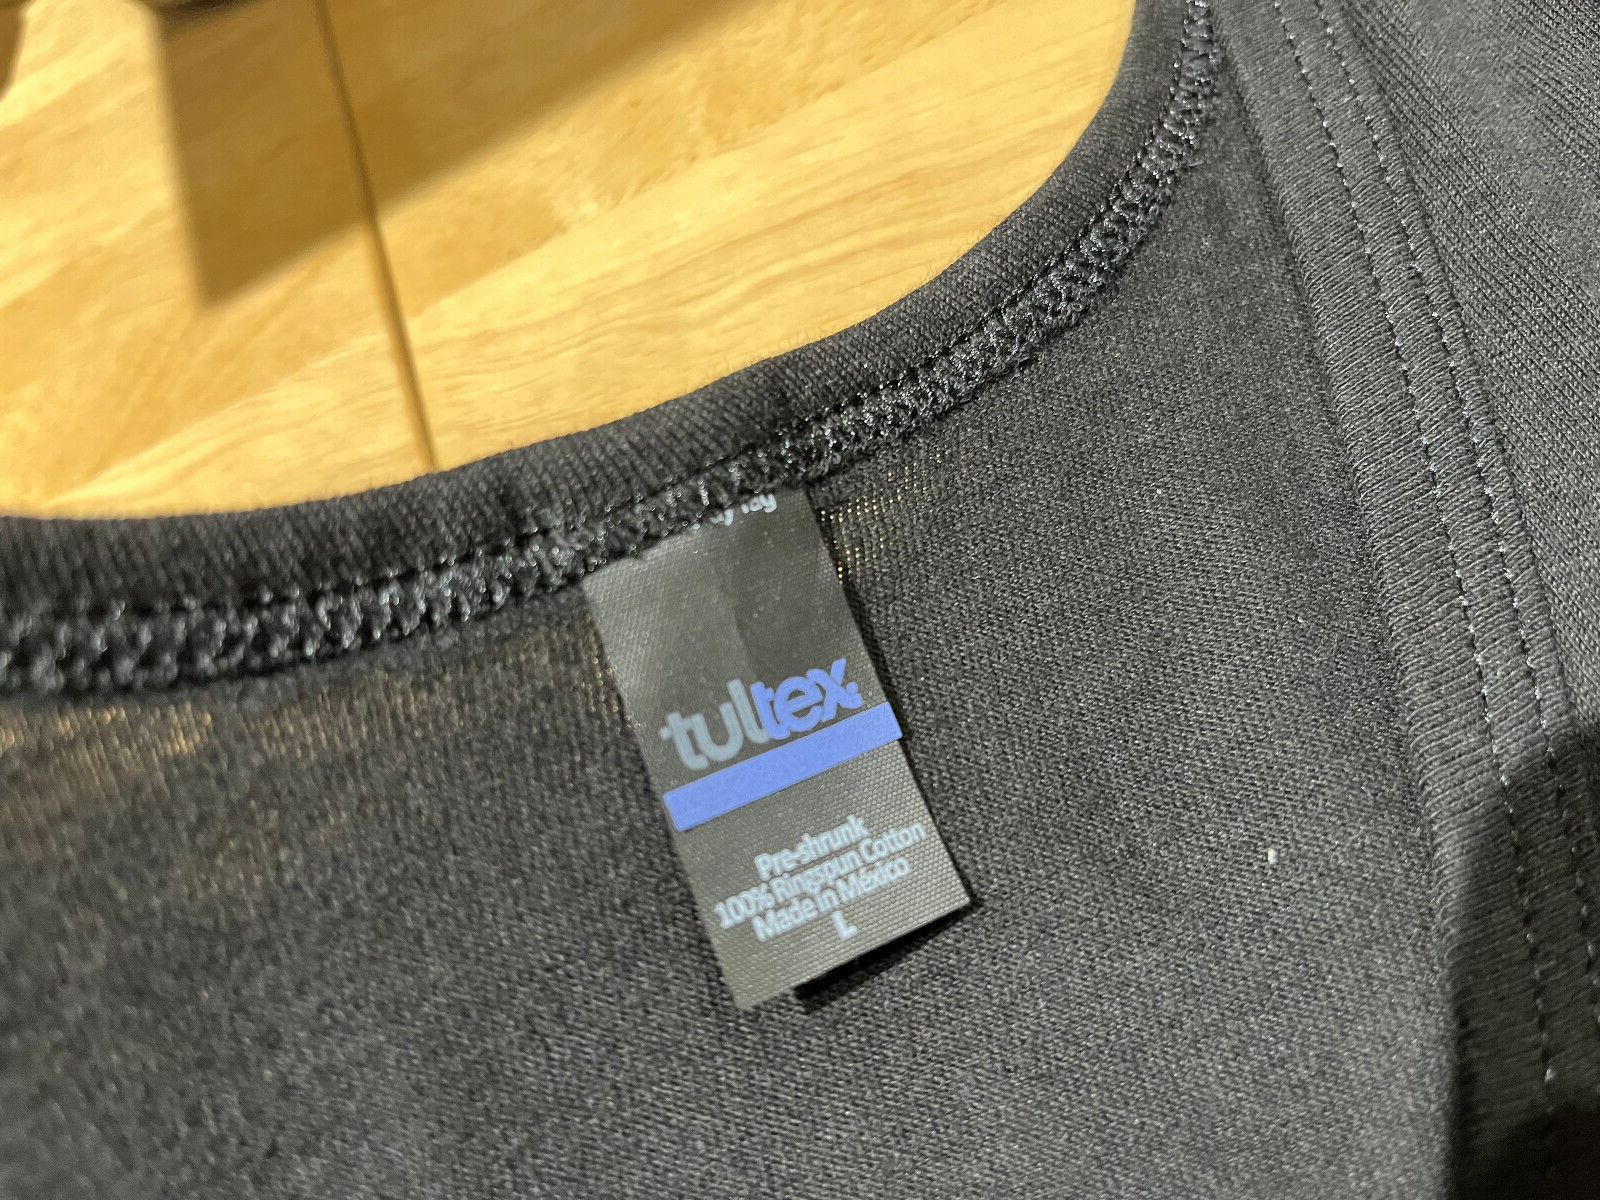 tultex
Pre-shrunk
100% Ringspun Cotton
Made in México
L